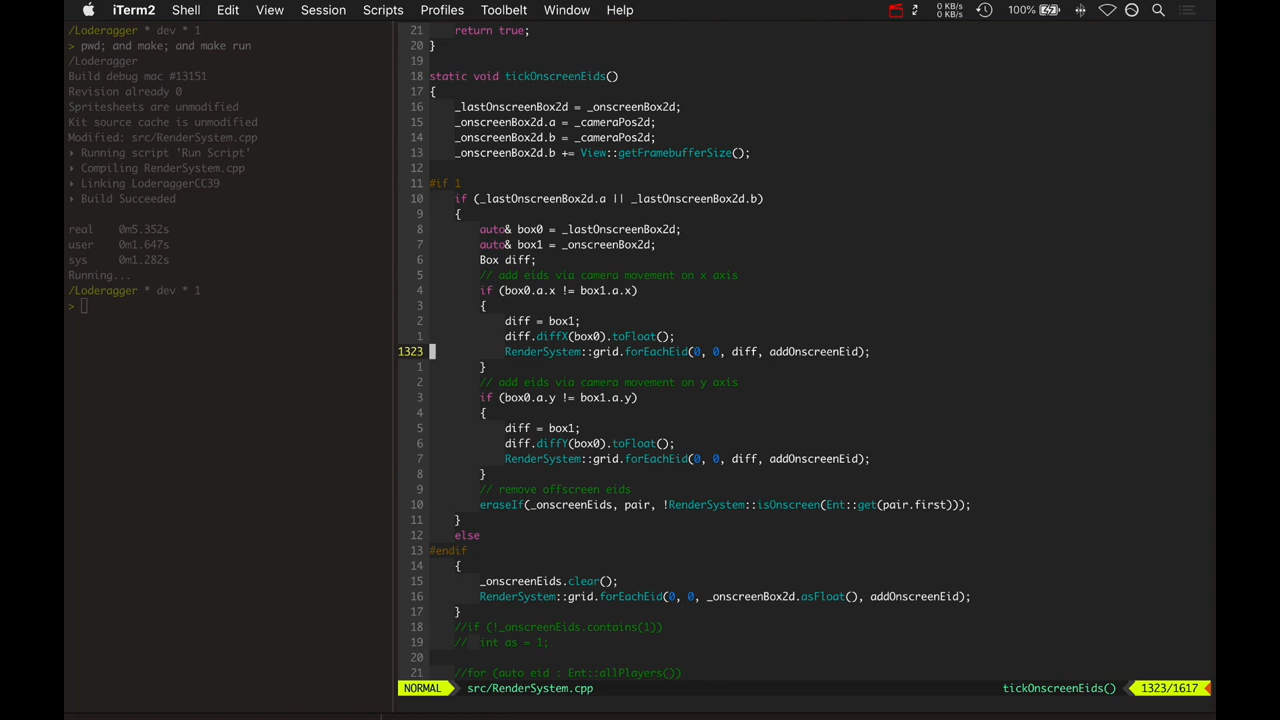 iTerm2 Shell Edit View Session Scripts Profiles Toolbelt Window Help 0 KB/s 0 KB/s 100%
/Loderagger * dev * 1
> pwd; and make; and make run
/Loderagger
Build debug mac #13151
Revision already 0
Spritesheets are unmodified
Kit source cache is unmodified
Modified: src/RenderSystem.cpp
▸ Running script 'Run Script'
▸ Compiling RenderSystem.cpp
▸ Linking LoderaggerCC39
▸ Build Succeeded
real 0m5.352s
user 0m1.647s
sys 0m1.282s
Running...
/Loderagger * dev * 1
>
21 return true;
20 }
19
18 static void tickOnscreenEids()
17 {
16 _lastOnscreenBox2d = _onscreenBox2d;
15 _onscreenBox2d.a = _cameraPos2d;
14 _onscreenBox2d.b = _cameraPos2d;
13 _onscreenBox2d.b += View::getFramebufferSize();
12
11 #if 1
10 if (_lastOnscreenBox2d.a || _lastOnscreenBox2d.b)
9 {
8 auto& box0 = _lastOnscreenBox2d;
7 auto& box1 = _onscreenBox2d;
6 Box diff;
5 // add eids via camera movement on x axis
4 if (box0.a.x != box1.a.x)
3 {
2 diff = box1;
1 diff.diffX(box0).toFloat();
1323 RenderSystem::grid.forEachEid(0, 0, diff, addOnscreenEid);
1 }
2 // add eids via camera movement on y axis
3 if (box0.a.y != box1.a.y)
4 {
5 diff = box1;
6 diff.diffY(box0).toFloat();
7 RenderSystem::grid.forEachEid(0, 0, diff, addOnscreenEid);
8 }
9 // remove offscreen eids
10 eraseIf(_onscreenEids, pair, !RenderSystem::isOnscreen(Ent::get(pair.first)));
11 }
12 else
13 #endif
14 {
15 _onscreenEids.clear();
16 RenderSystem::grid.forEachEid(0, 0, _onscreenBox2d.asFloat(), addOnscreenEid);
17 }
18 //if (!_onscreenEids.contains(1))
19 // int as = 1;
20
21 //for (auto eid : Ent::allPlayers())
NORMAL src/RenderSystem.cpp tickOnscreenEids() 1323/1617